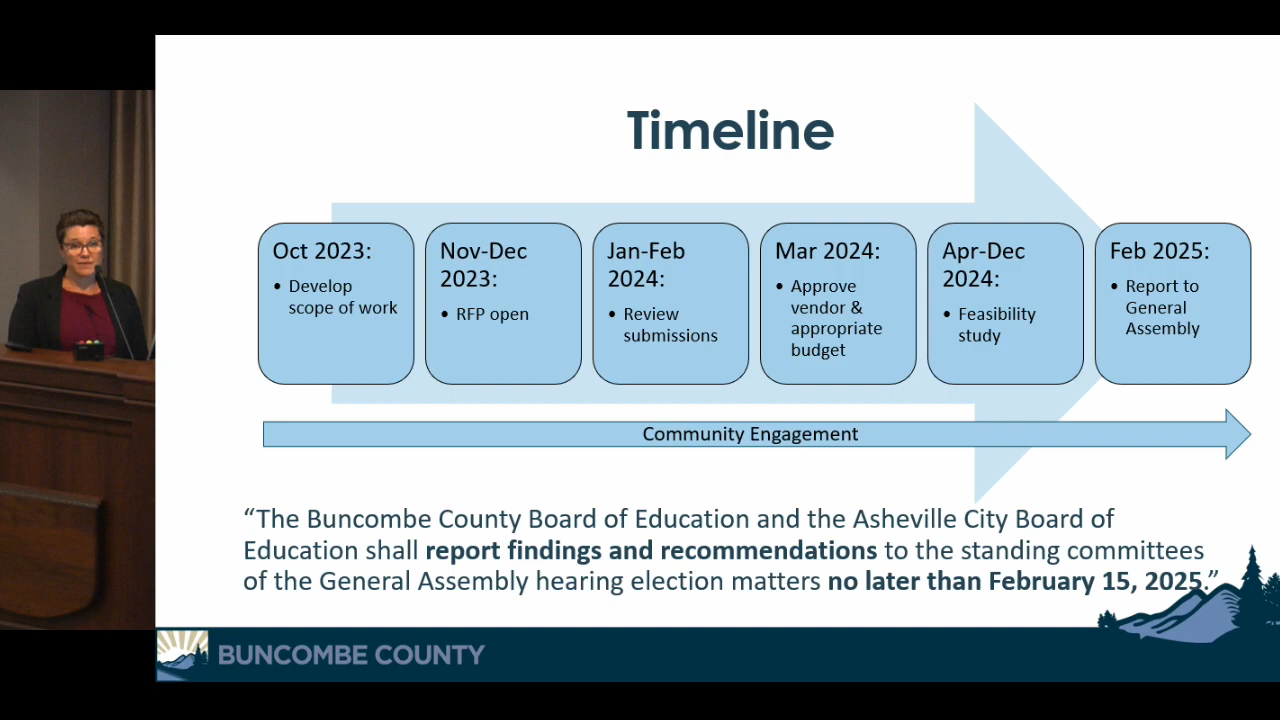 Timeline
Oct 2023:
• Develop
scope of work
Nov-Dec
2023:
• RFP open
Jan-Feb
2024:
• Review
submissions
Mar 2024:
• Approve
vendor &
appropriate
budget
Apr-Dec
2024:
• Feasibility
study
Feb 2025:
• Report to
General
Assembly
Community Engagement
“The Buncombe County Board of Education and the Asheville City Board of
Education shall report findings and recommendations to the standing committees
of the General Assembly hearing election matters no later than February 15, 2025.”
BUNCOMBE COUNTY